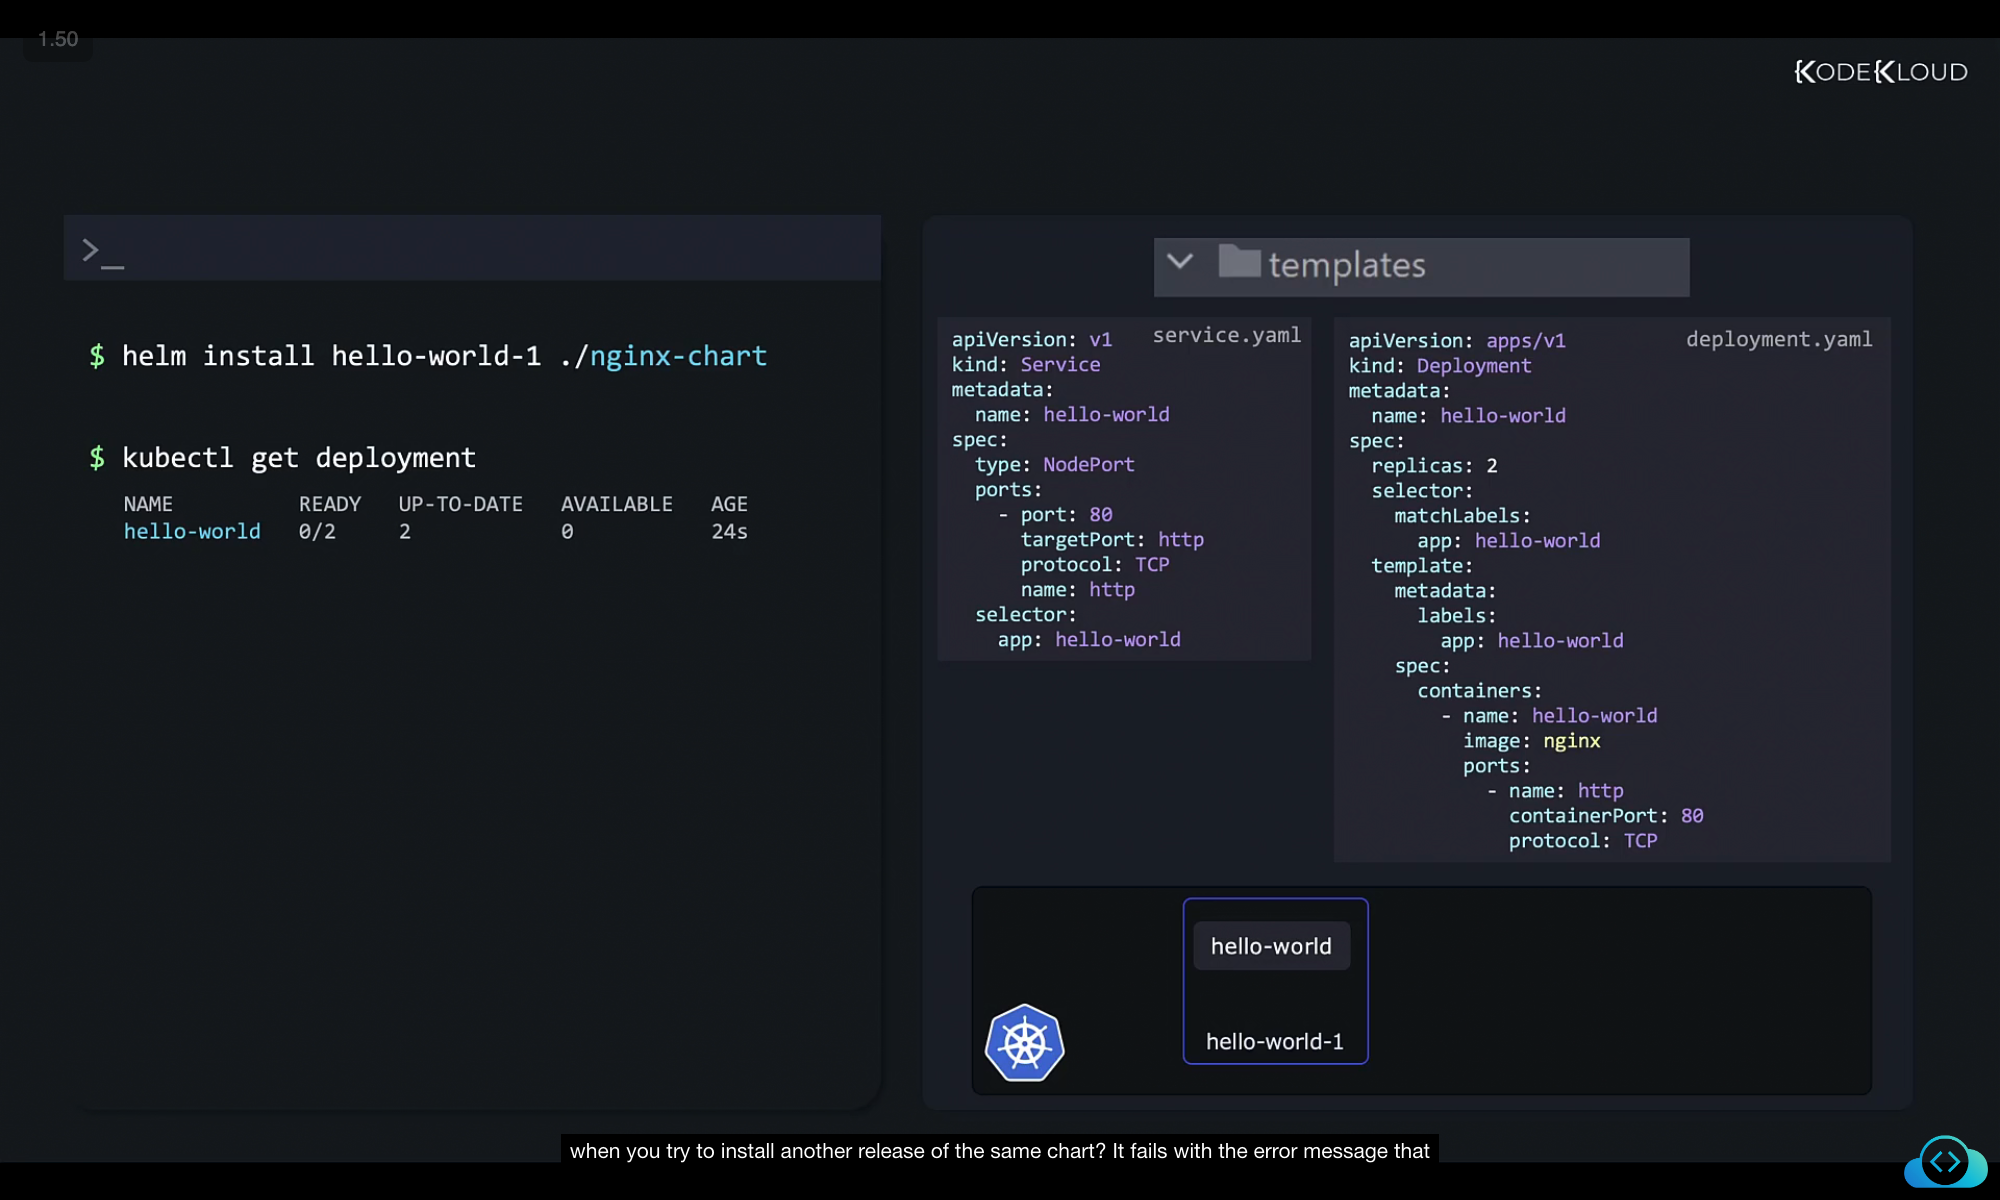 1.50
KODEKLOUD
>_
$ helm install hello-world-1 ./nginx-chart
$ kubectl get deployment
NAME READY UP-TO-DATE AVAILABLE AGE
hello-world 0/2 2 0 24s
templates
service.yaml
apiVersion: v1
kind: Service
metadata:
  name: hello-world
spec:
  type: NodePort
  ports:
    - port: 80
      targetPort: http
      protocol: TCP
      name: http
  selector:
    app: hello-world
deployment.yaml
apiVersion: apps/v1
kind: Deployment
metadata:
  name: hello-world
spec:
  replicas: 2
  selector:
    matchLabels:
      app: hello-world
  template:
    metadata:
      labels:
        app: hello-world
    spec:
      containers:
        - name: hello-world
          image: nginx
          ports:
            - name: http
              containerPort: 80
              protocol: TCP
hello-world
hello-world-1
when you try to install another release of the same chart? It fails with the error message that